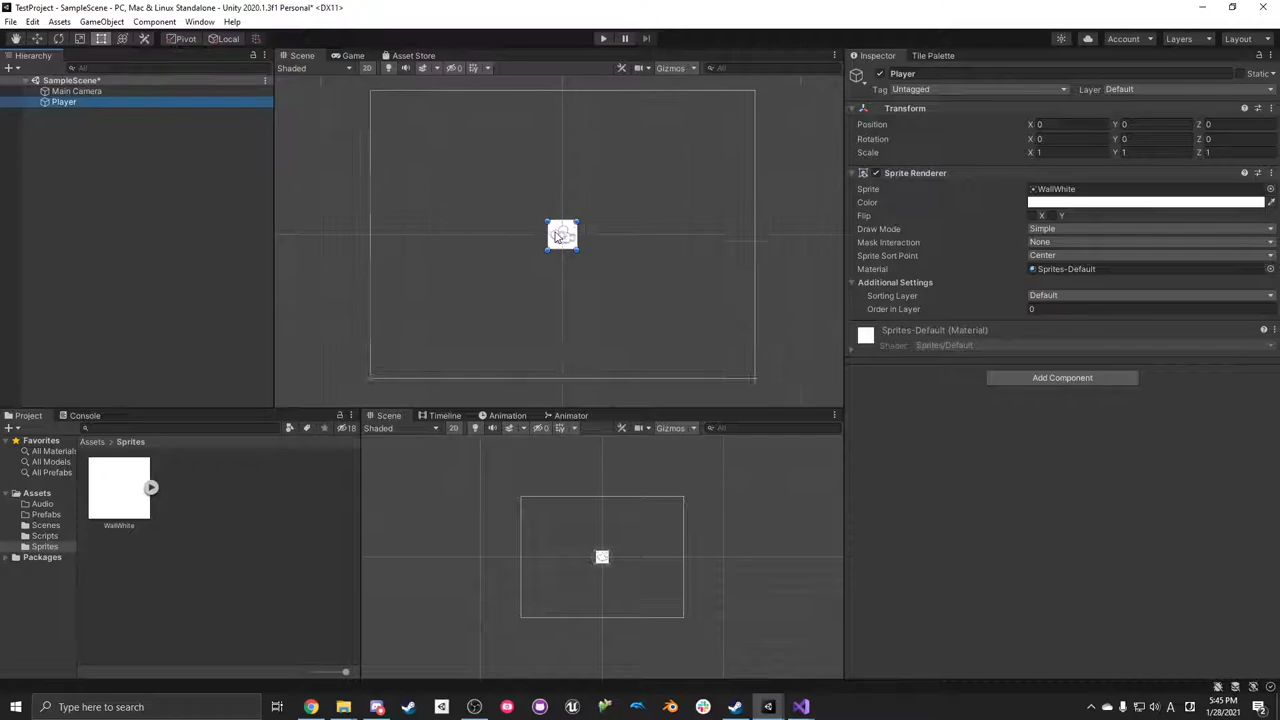 TestProject - SampleScene - PC, Mac & Linux Standalone - Unity 2020.1.3f1 Personal* <DX11>
File Edit Assets GameObject Component Window Help
Pivot Local Account Layers Layout
Hierarchy Scene Game Asset Store Inspector Tile Palette
All Shaded 2D 0 Gizmos All Player Static
SampleScene* Tag Untagged Layer Default
Main Camera
Player
Transform
Position X 0 Y 0 Z 0
Rotation X 0 Y 0 Z 0
Scale X 1 Y 1 Z 1
Sprite Renderer
Sprite WallWhite
Color
Flip X Y
Draw Mode Simple
Mask Interaction None
Sprite Sort Point Center
Material Sprites-Default
Additional Settings
Sorting Layer Default
Order in Layer 0
Sprites-Default (Material)
Shader Sprites/Default
Add Component
Project Console Scene Timeline Animation Animator
18 Shaded 2D 0 Gizmos All
Favorites Assets > Sprites
All Materials
All Models
All Prefabs
Assets
Audio
Prefabs
Scenes WallWhite
Scripts
Sprites
Packages
Type here to search
5:45 PM
1/28/2021